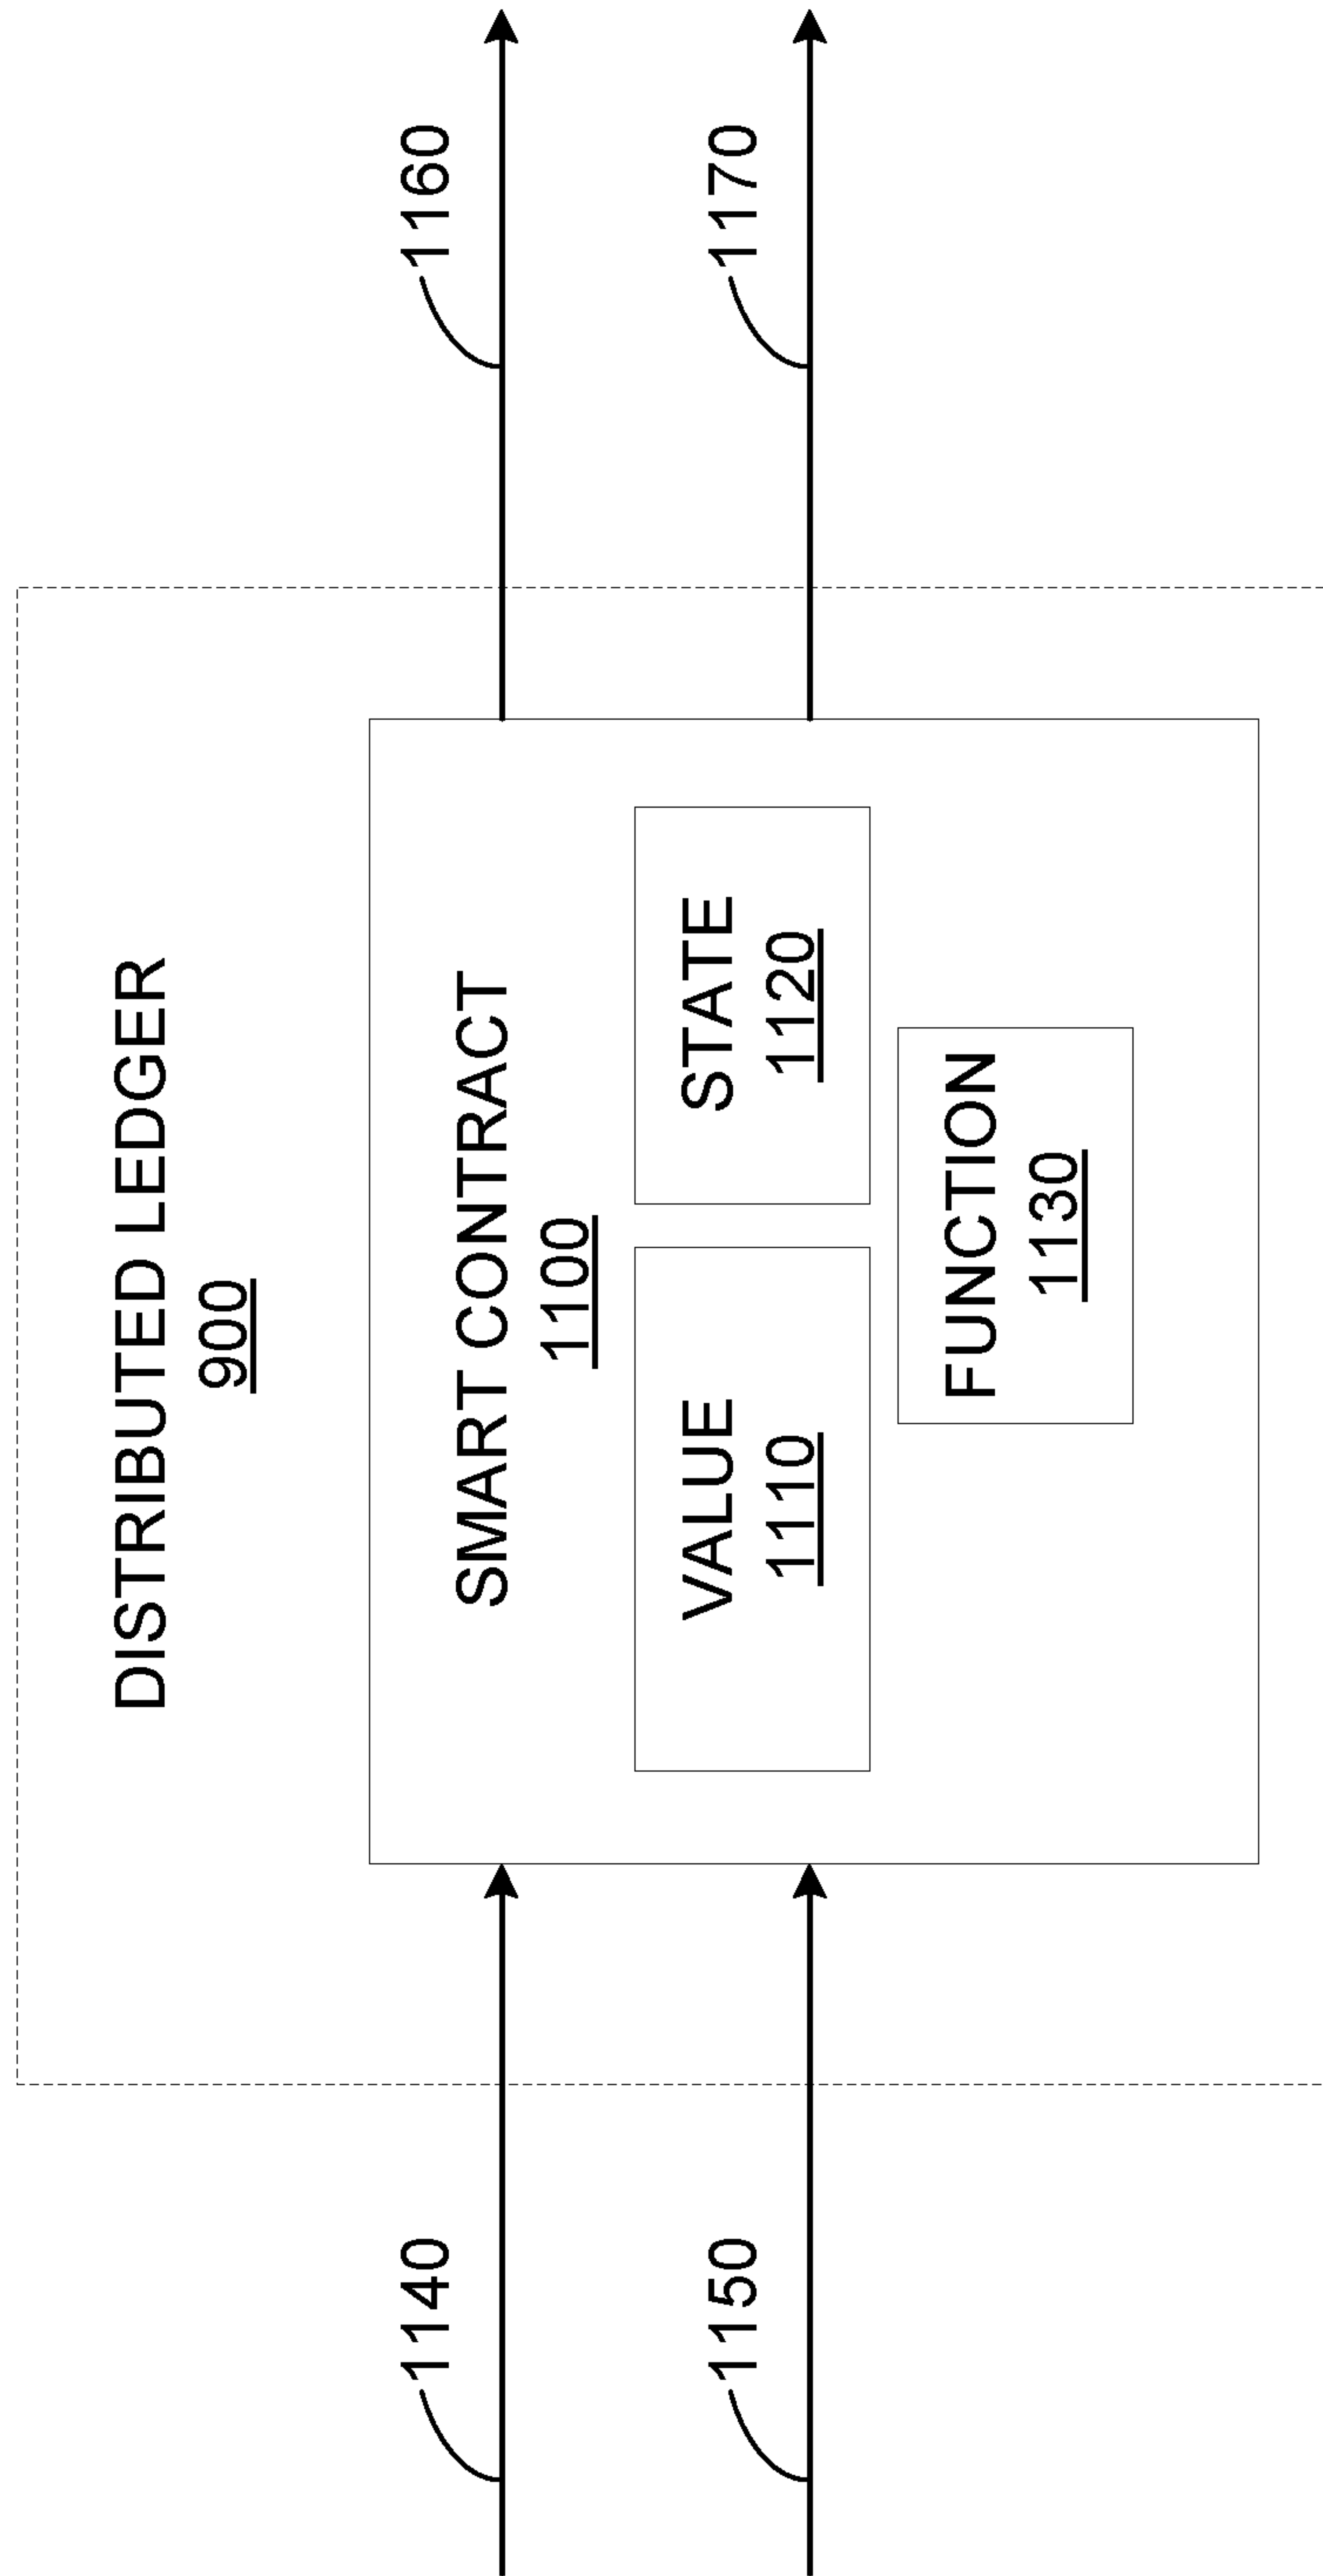 DISTRIBUTED LEDGER
900
1140
1160
SMART CONTRACT
1100
VALUE
1110
STATE
1120
1150
1170
FUNCTION
1130